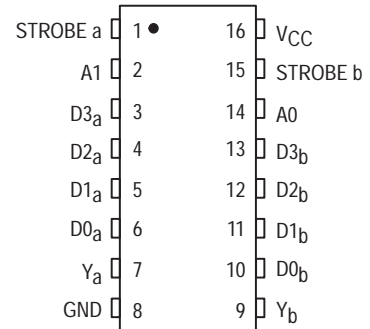 STROBE a 1 16 VCC
A1 2 15 STROBE b
D3a 3 14 A0
D2a 4 13 D3b
D1a 5 12 D2b
D0a 6 11 D1b
Ya 7 10 D0b
GND 8 9 Yb